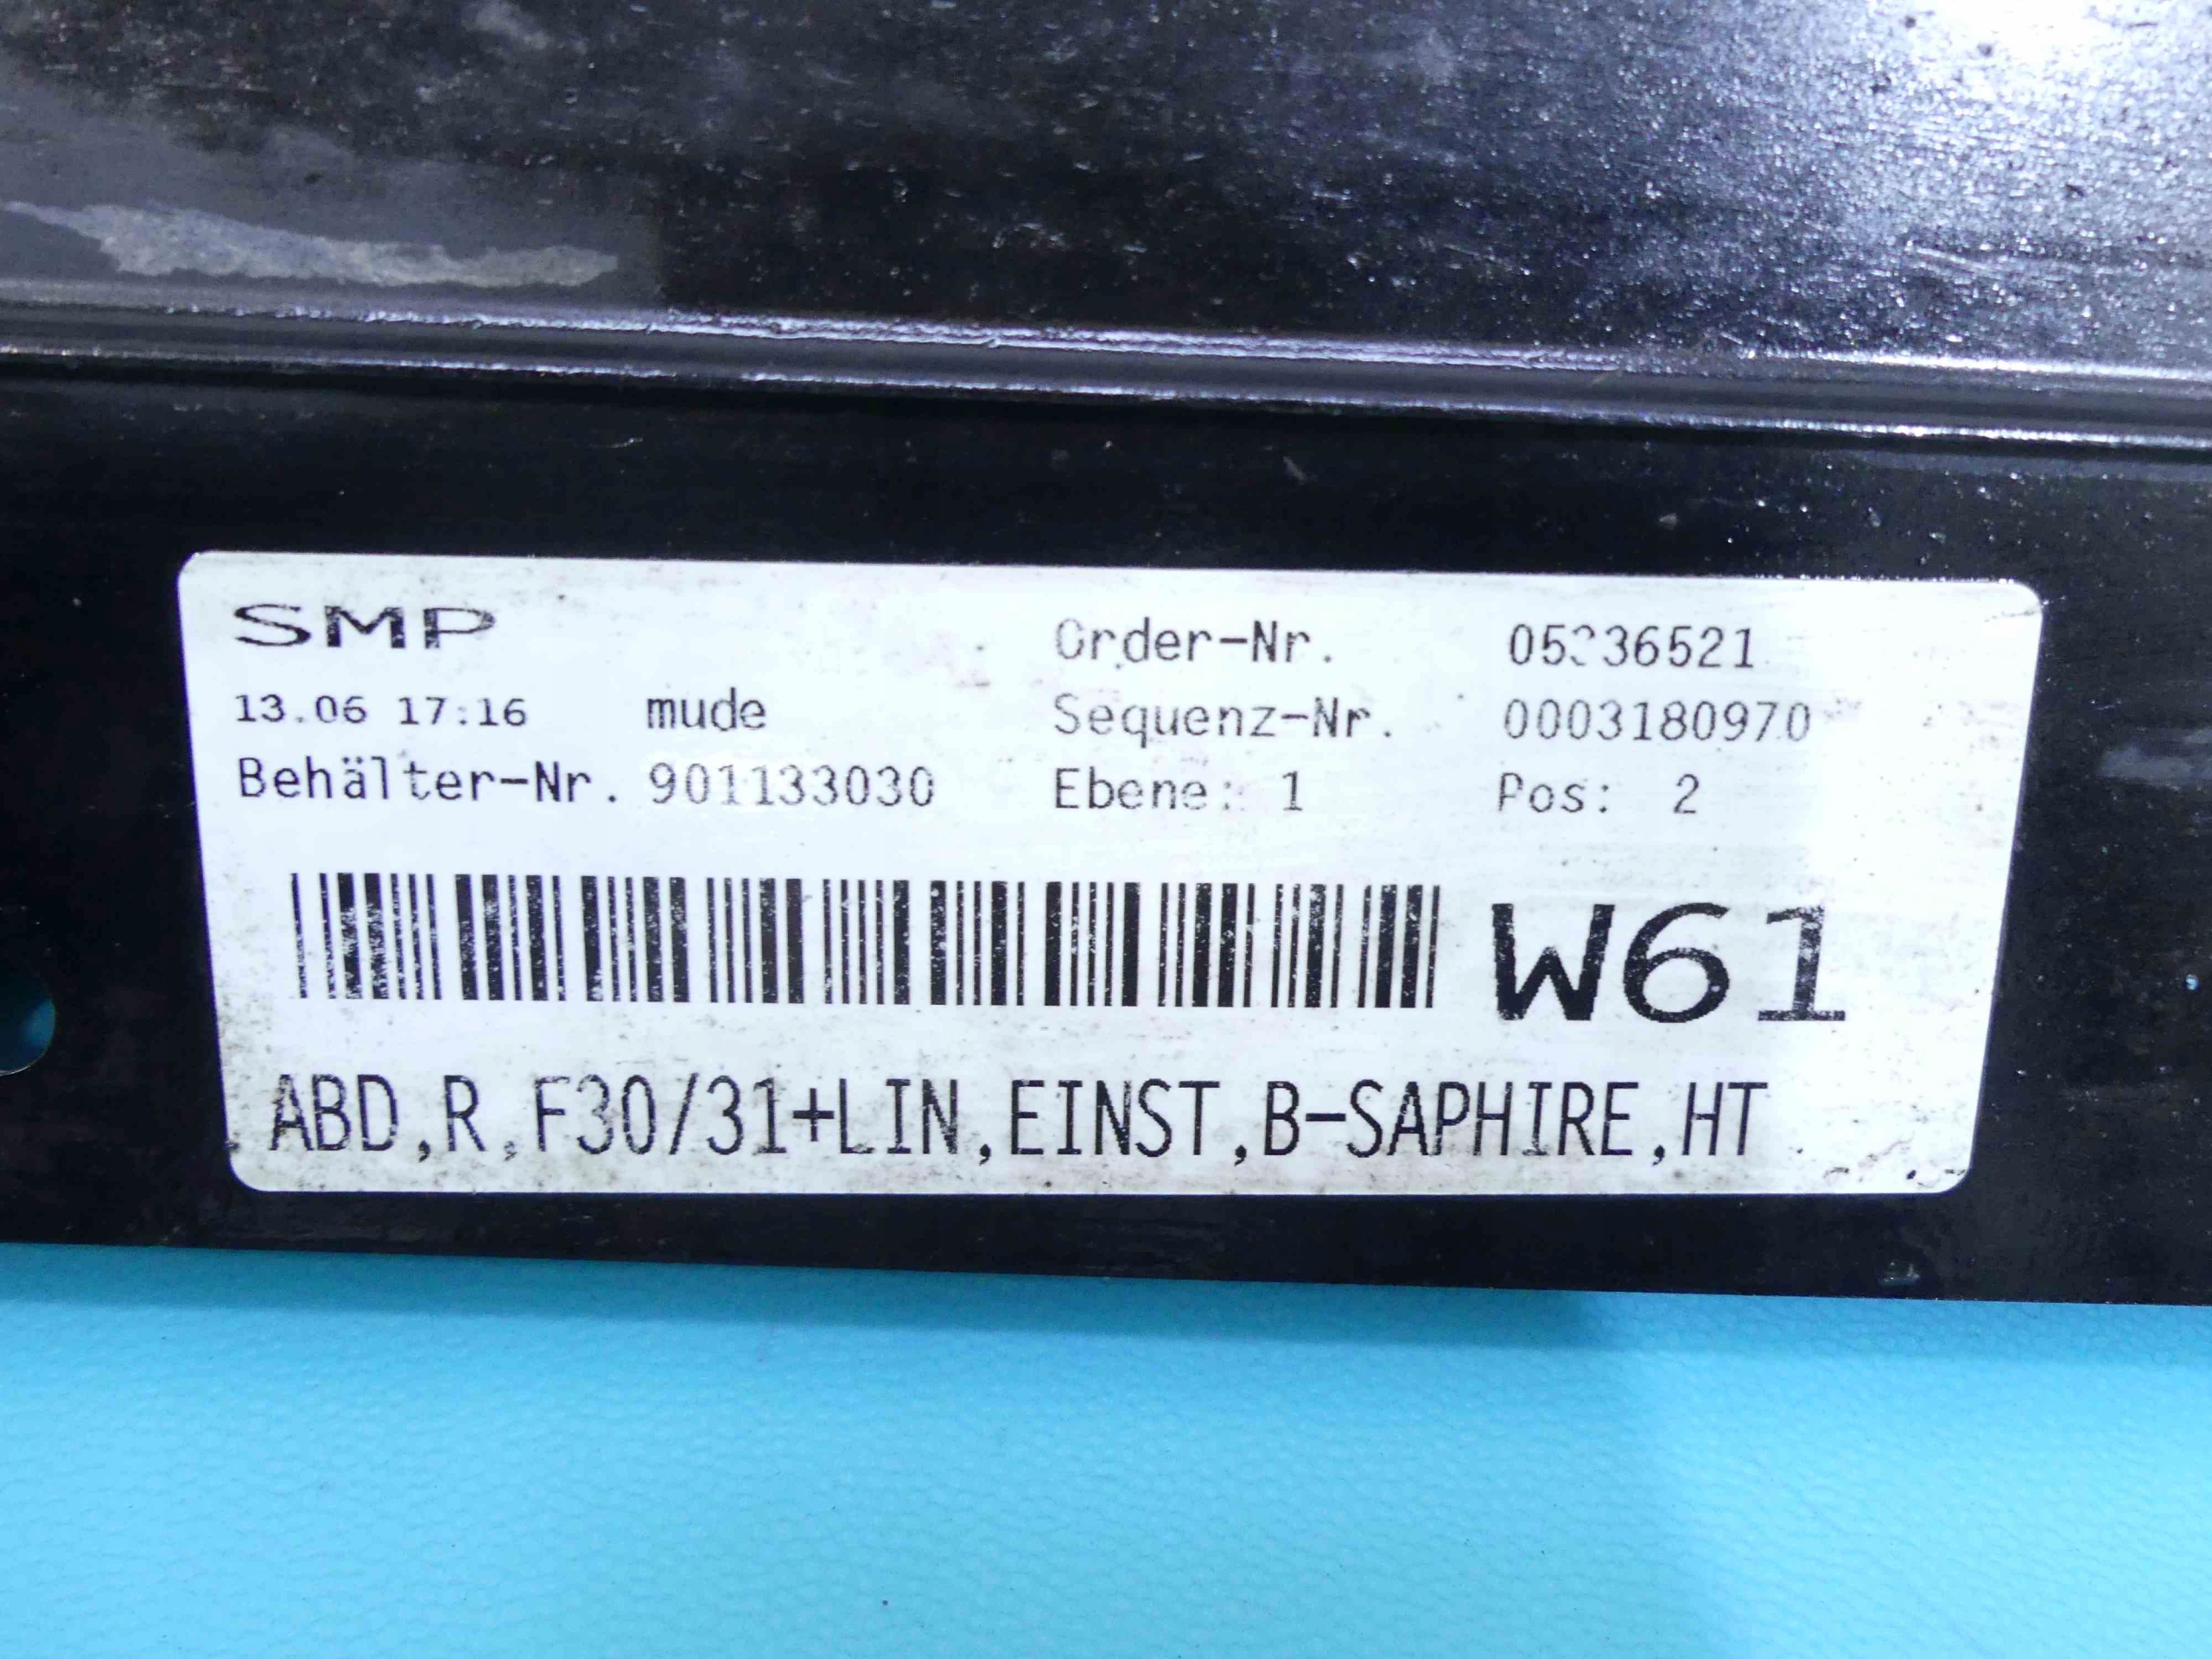 SMP
Order-Nr.
13.06 17:16 mude Sequenz-Nr. 0003180970
Behälter-Nr. 901133030 Ebene: 1 Pos: 2
W61
ABD,R,F30/31+LIN,EINST,B-SAPHIRE,HT